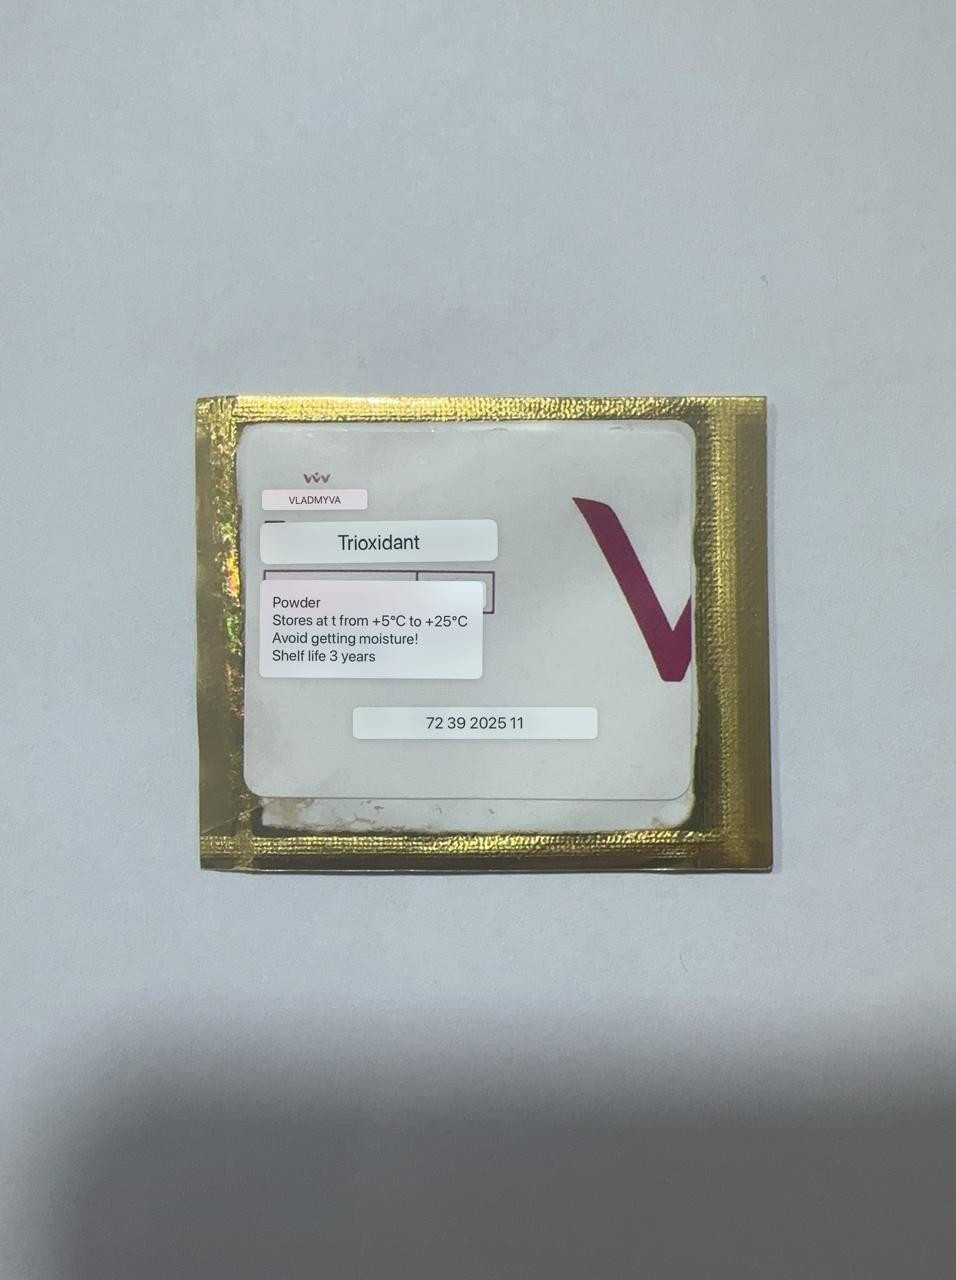 VLADMYVA
Trioxidant
Powder
Stores at t from +5°C to +25°C
Avoid getting moisture!
Shelf life 3 years
72 39 2025 11